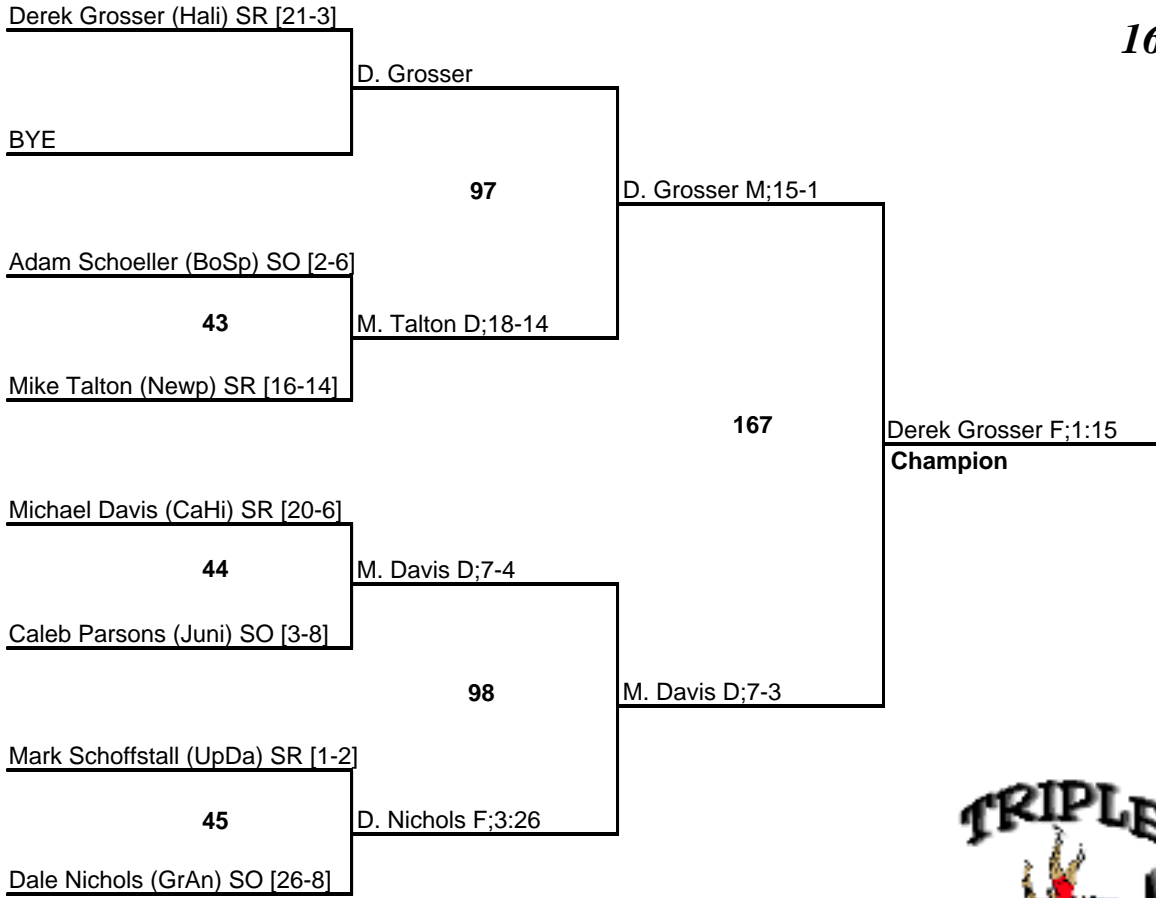 Derek Grosser (Hali) SR [21-3]
16
D. Grosser
BYE
97
D. Grosser M;15-1
Adam Schoeller (BoSp) SO [2-6]
43
M. Talton D;18-14
Mike Talton (Newp) SR [16-14]
167
Derek Grosser F;1:15
Champion
Michael Davis (CaHi) SR [20-6]
44
M. Davis D;7-4
Caleb Parsons (Juni) SO [3-8]
98
M. Davis D;7-3
Mark Schoffstall (UpDa) SR [1-2]
45
D. Nichols F;3:26
Dale Nichols (GrAn) SO [26-8]
TRIPLE